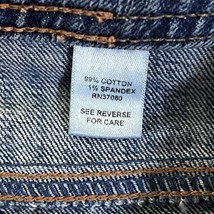 99% COTTON
1% SPANDEX
RN37080
SEE REVERSE
FOR CARE